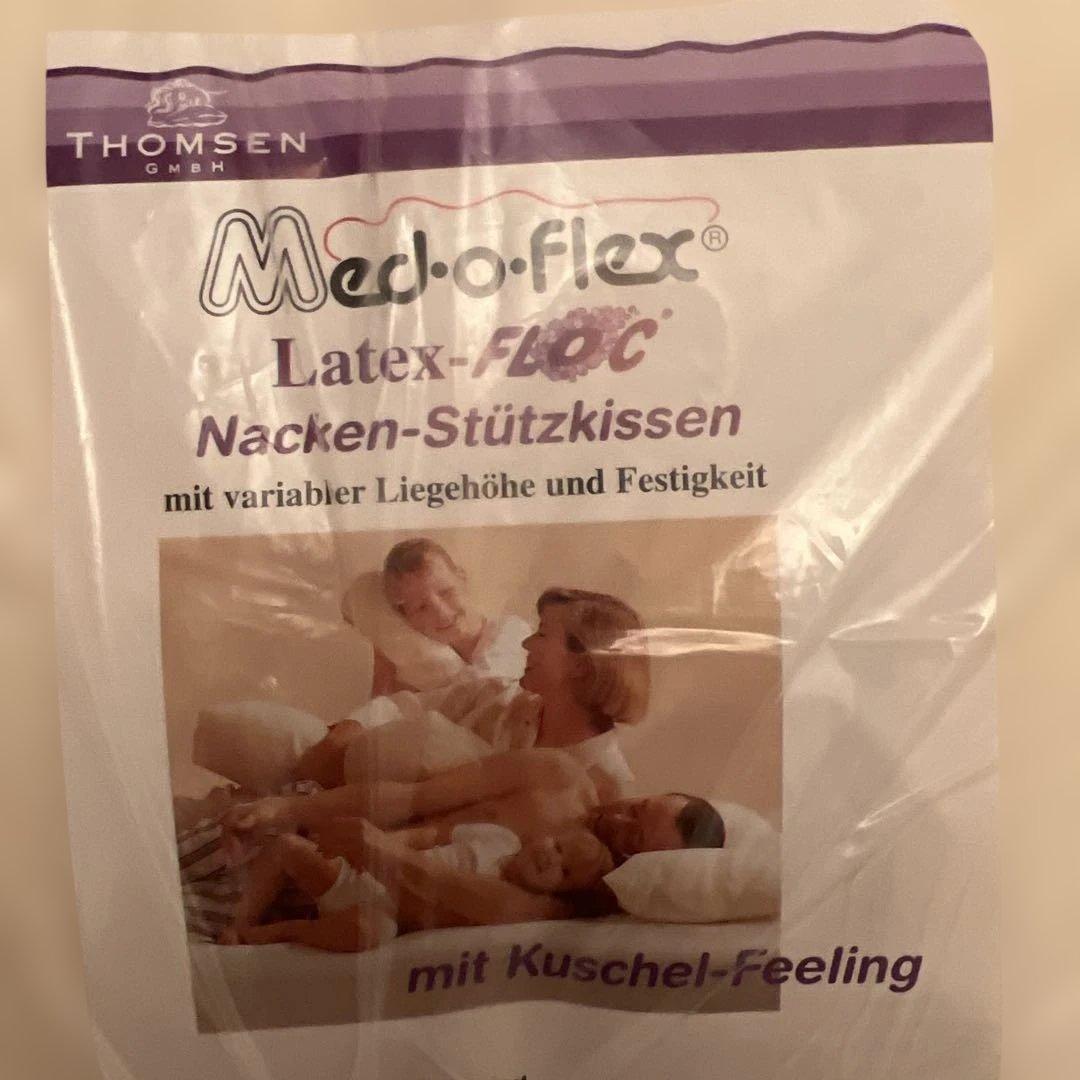 THOMSEN
GMBH
Med·o·flex®
Latex-FLOC®
Nacken-Stützkissen
mit variabler Liegehöhe und Festigkeit
mit Kuschel-Feeling